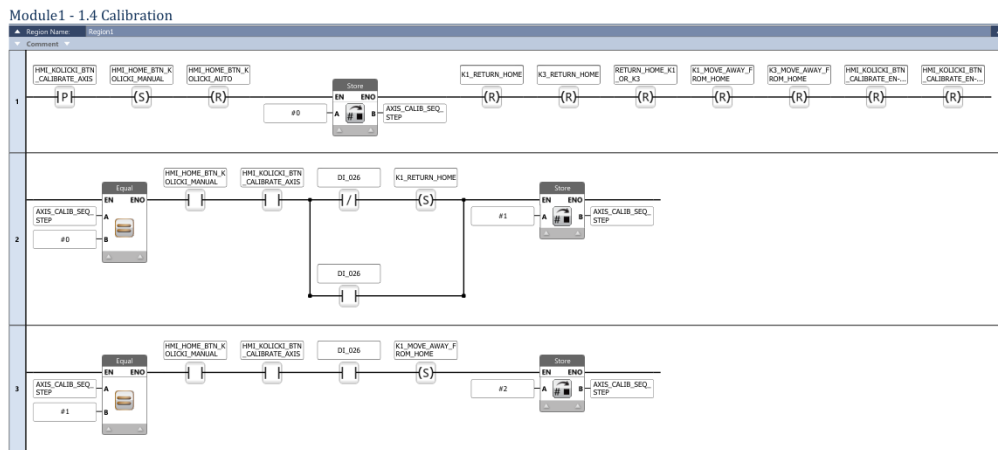 Module1 - 1.4 Calibration
Region Name: Region1
Comment
1
HMI_KOLICKI_BTN
_CALIBRATE_AXIS
P
HMI_HOME_BTN_K
OLICKI_MANUAL
(S)
HMI_HOME_BTN_K
OLICKI_AUTO
(R)
Store
EN ENO
#0
A
B
AXIS_CALIB_SEQ_
STEP
K1_RETURN_HOME
(R)
K3_RETURN_HOME
(R)
RETURN_HOME_K1
_OR_K3
(R)
K1_MOVE_AWAY_F
ROM_HOME
(R)
K3_MOVE_AWAY_F
ROM_HOME
(R)
HMI_KOLICKI_BTN
_CALIBRATE_EN-...
(R)
HMI_KOLICKI_BTN
_CALIBRATE_EN-...
(R)
2
Equal
EN ENO
AXIS_CALIB_SEQ_
STEP
A
#0
B
HMI_HOME_BTN_K
OLICKI_MANUAL
HMI_KOLICKI_BTN
_CALIBRATE_AXIS
DI_026
K1_RETURN_HOME
(S)
DI_026
Store
EN ENO
#1
A
B
AXIS_CALIB_SEQ_
STEP
3
Equal
EN ENO
AXIS_CALIB_SEQ_
STEP
A
#1
B
HMI_HOME_BTN_K
OLICKI_MANUAL
HMI_KOLICKI_BTN
_CALIBRATE_AXIS
DI_026
K1_MOVE_AWAY_F
ROM_HOME
(S)
Store
EN ENO
#2
A
B
AXIS_CALIB_SEQ_
STEP